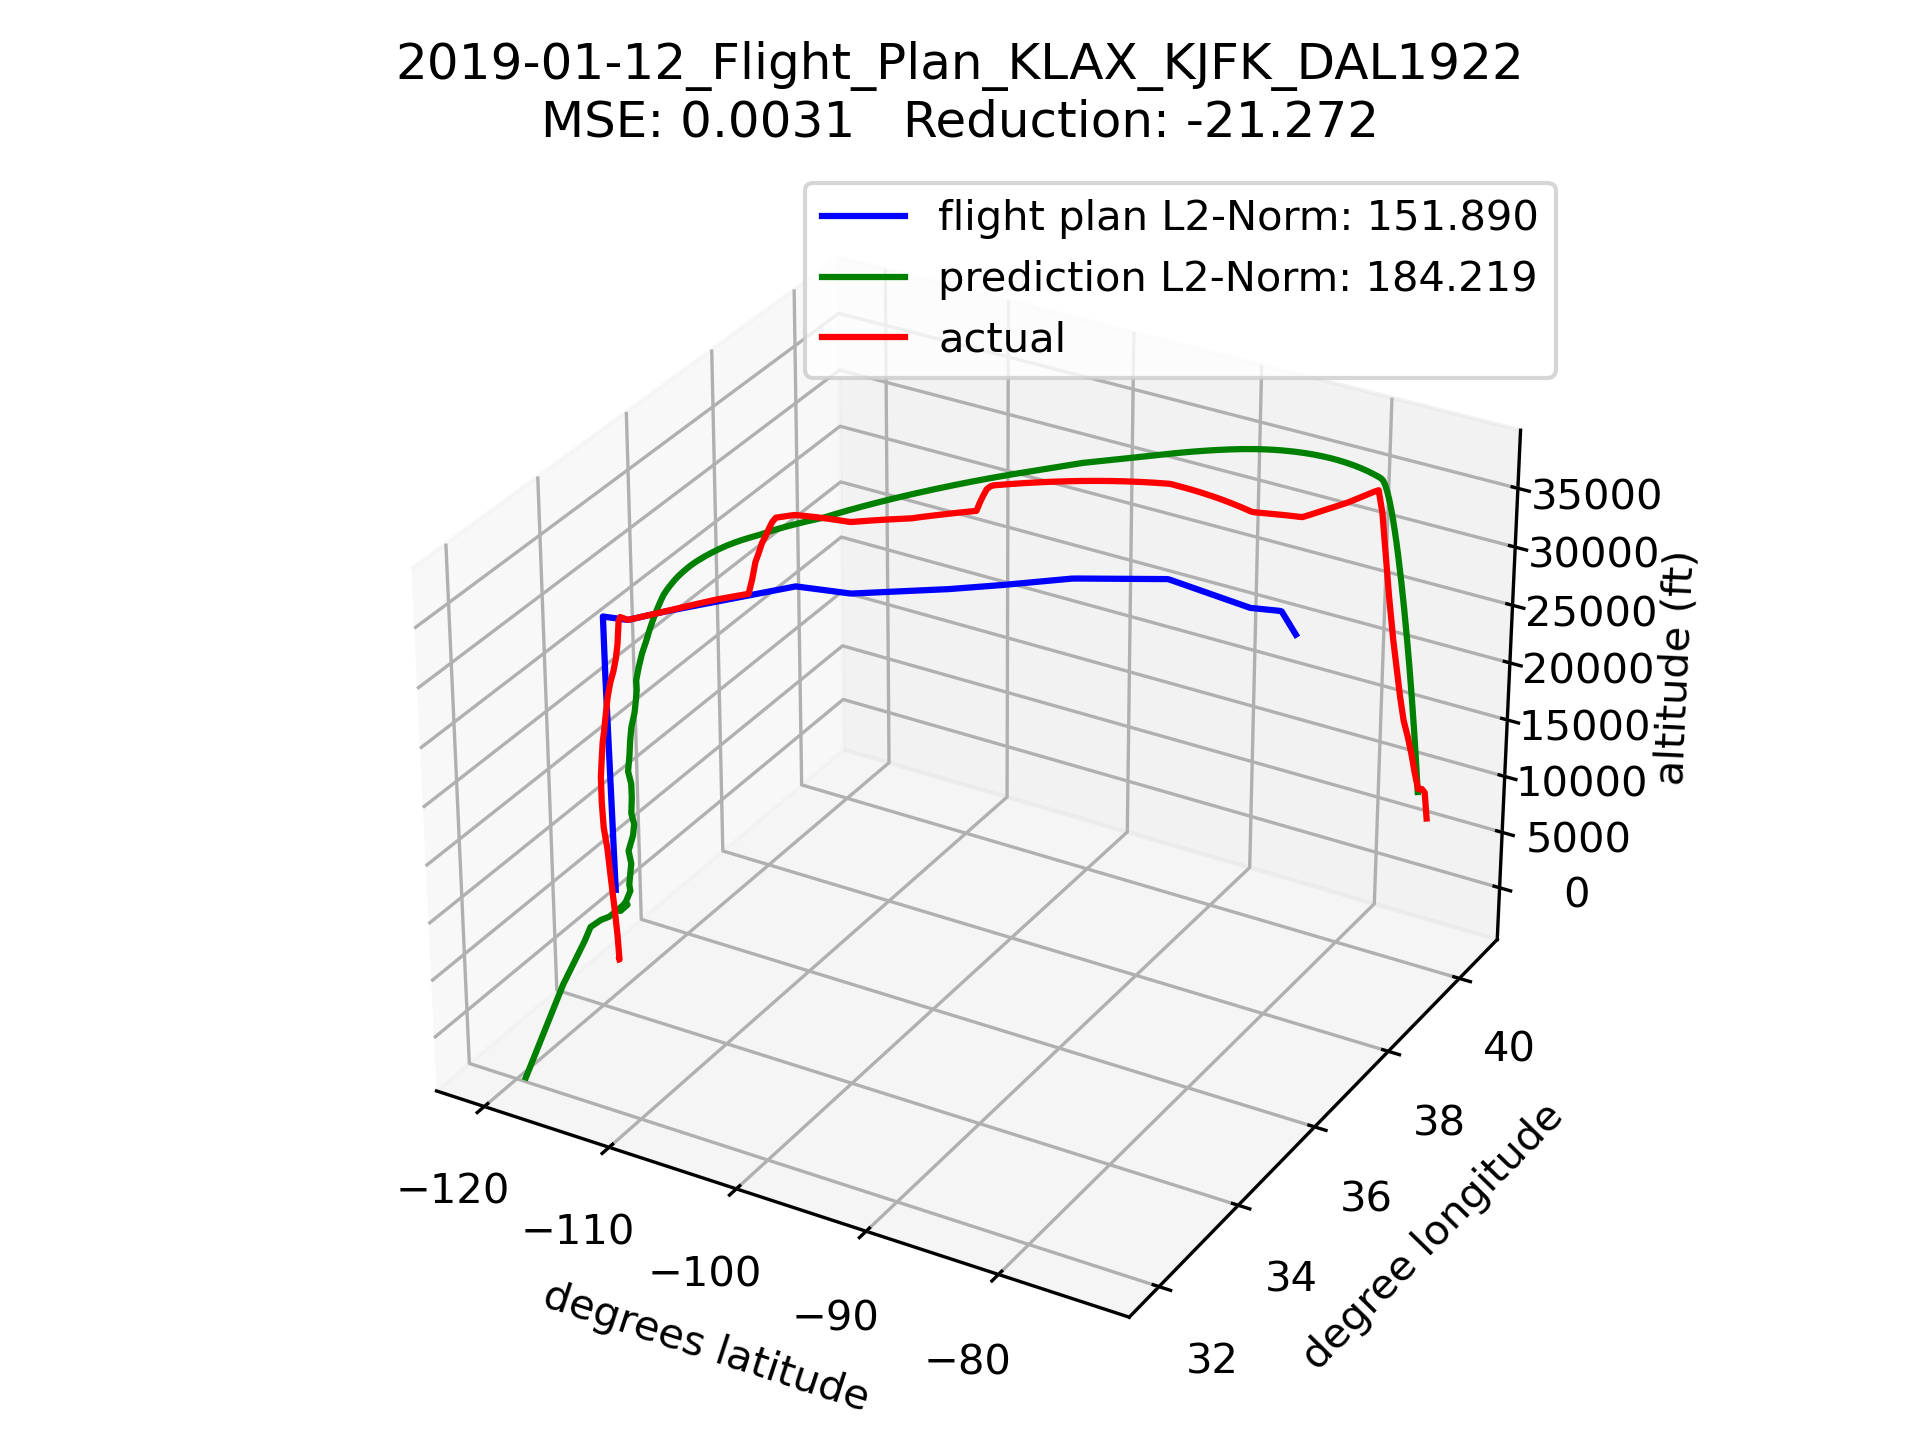 2019-01-12_Flight_Plan_KLAX_KJFK_DAL1922
MSE: 0.0031   Reduction: -21.272
flight plan L2-Norm: 151.890
prediction L2-Norm: 184.219
actual
35000
30000
25000
20000
15000
10000
5000
0
altitude (ft)
40
38
36
34
32
degree longitude
−120
−110
−100
−90
−80
degrees latitude